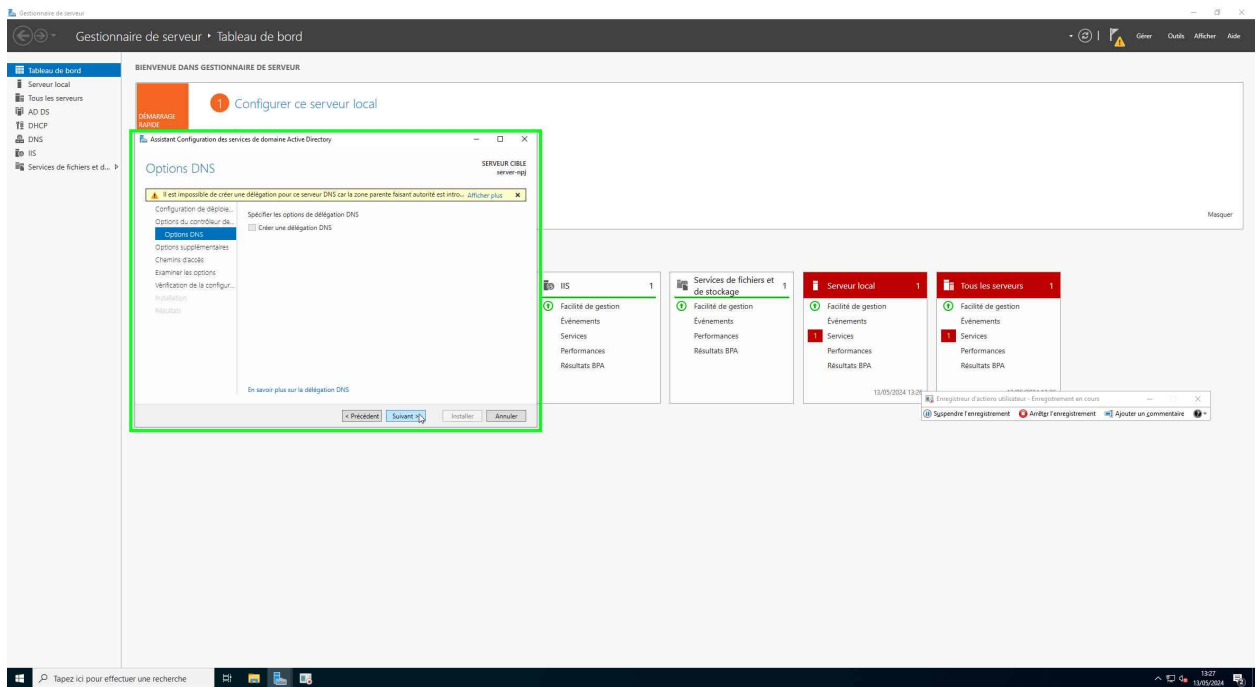 Gestionnaire de serveur
Gestionnaire de serveur ‣ Tableau de bord
Gérer Outils Afficher Aide
Tableau de bord
Serveur local
Tous les serveurs
AD DS
DHCP
DNS
IIS
Services de fichiers et d...
BIENVENUE DANS GESTIONNAIRE DE SERVEUR
DÉMARRAGE
RAPIDE
1 Configurer ce serveur local
Masquer
Assistant Configuration des services de domaine Active Directory
Options DNS
SERVEUR CIBLE
server-npj
Il est impossible de créer une délégation pour ce serveur DNS car la zone parente faisant autorité est intro... Afficher plus
Configuration de déploie...
Options du contrôleur de...
Options DNS
Options supplémentaires
Chemins d'accès
Examiner les options
Vérification de la configur...
Installation
Résultats
Spécifier les options de délégation DNS
Créer une délégation DNS
En savoir plus sur la délégation DNS
< Précédent Suivant > Installer Annuler
IIS 1
Facilité de gestion
Événements
Services
Performances
Résultats BPA
Services de fichiers et
de stockage 1
Facilité de gestion
Événements
Services
Performances
Résultats BPA
Serveur local 1
Facilité de gestion
Événements
1 Services
Performances
Résultats BPA
13/05/2024 13:26
Tous les serveurs 1
Facilité de gestion
Événements
1 Services
Performances
Résultats BPA
Enregistreur d'actions utilisateur - Enregistrement en cours
Suspendre l'enregistrement Arrêter l'enregistrement Ajouter un commentaire
Tapez ici pour effectuer une recherche
13:27
13/05/2024
2